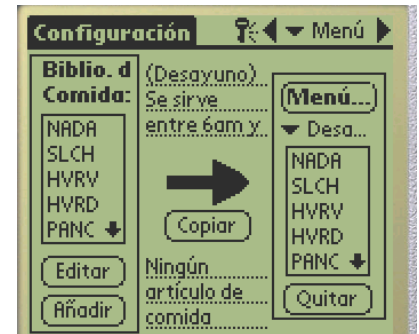 Configuración Menú
Biblio. d
Comida:
NADA
SLCH
HVRV
HVRD
PANC
Editar
Añadir
(Desayuno)
Se sirve
entre 6am y
Copiar
Ningún
artículo de
comida
Menú...
Desa...
NADA
SLCH
HVRV
HVRD
PANC
Quitar